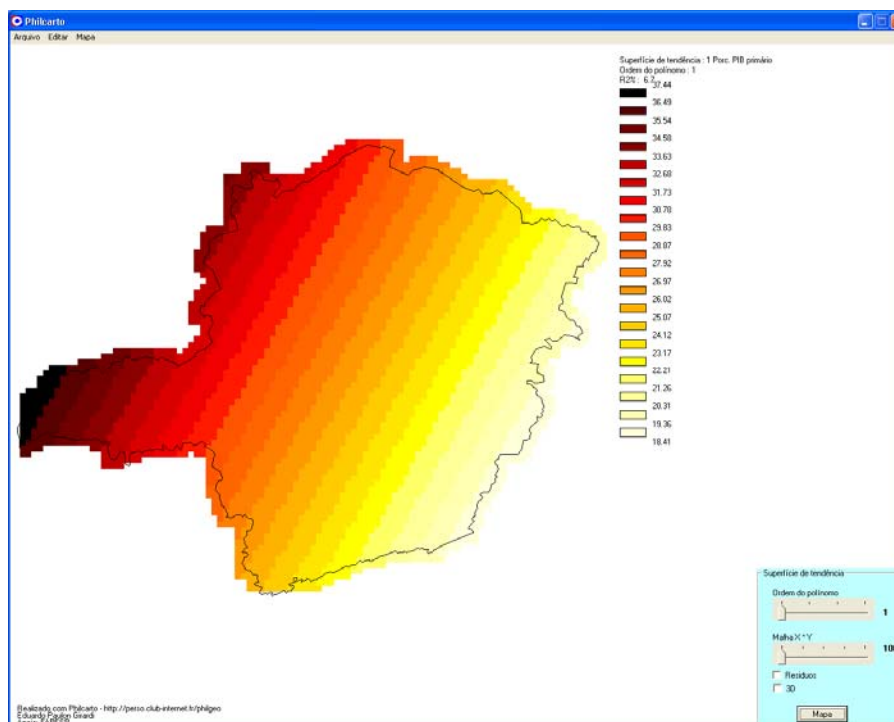 Philcarto
Arquivo Editar Mapa
Superfície de tendência : 1 Porc. PIB primário
Ordem do polinomo : 1
R2% : 6.2
37.44
36.49
35.54
34.58
33.63
32.68
31.73
30.78
29.83
28.87
27.92
26.97
26.02
25.07
24.12
23.17
22.21
21.26
20.31
19.36
18.41
Superfície de tendência
Ordem do polinomo
1
Malha X * Y
100
Resíduos
3D
Mapa
Realizado com Philcarto - http://perso.club-internet.fr/philgeo
Eduardo Paulon Girardi